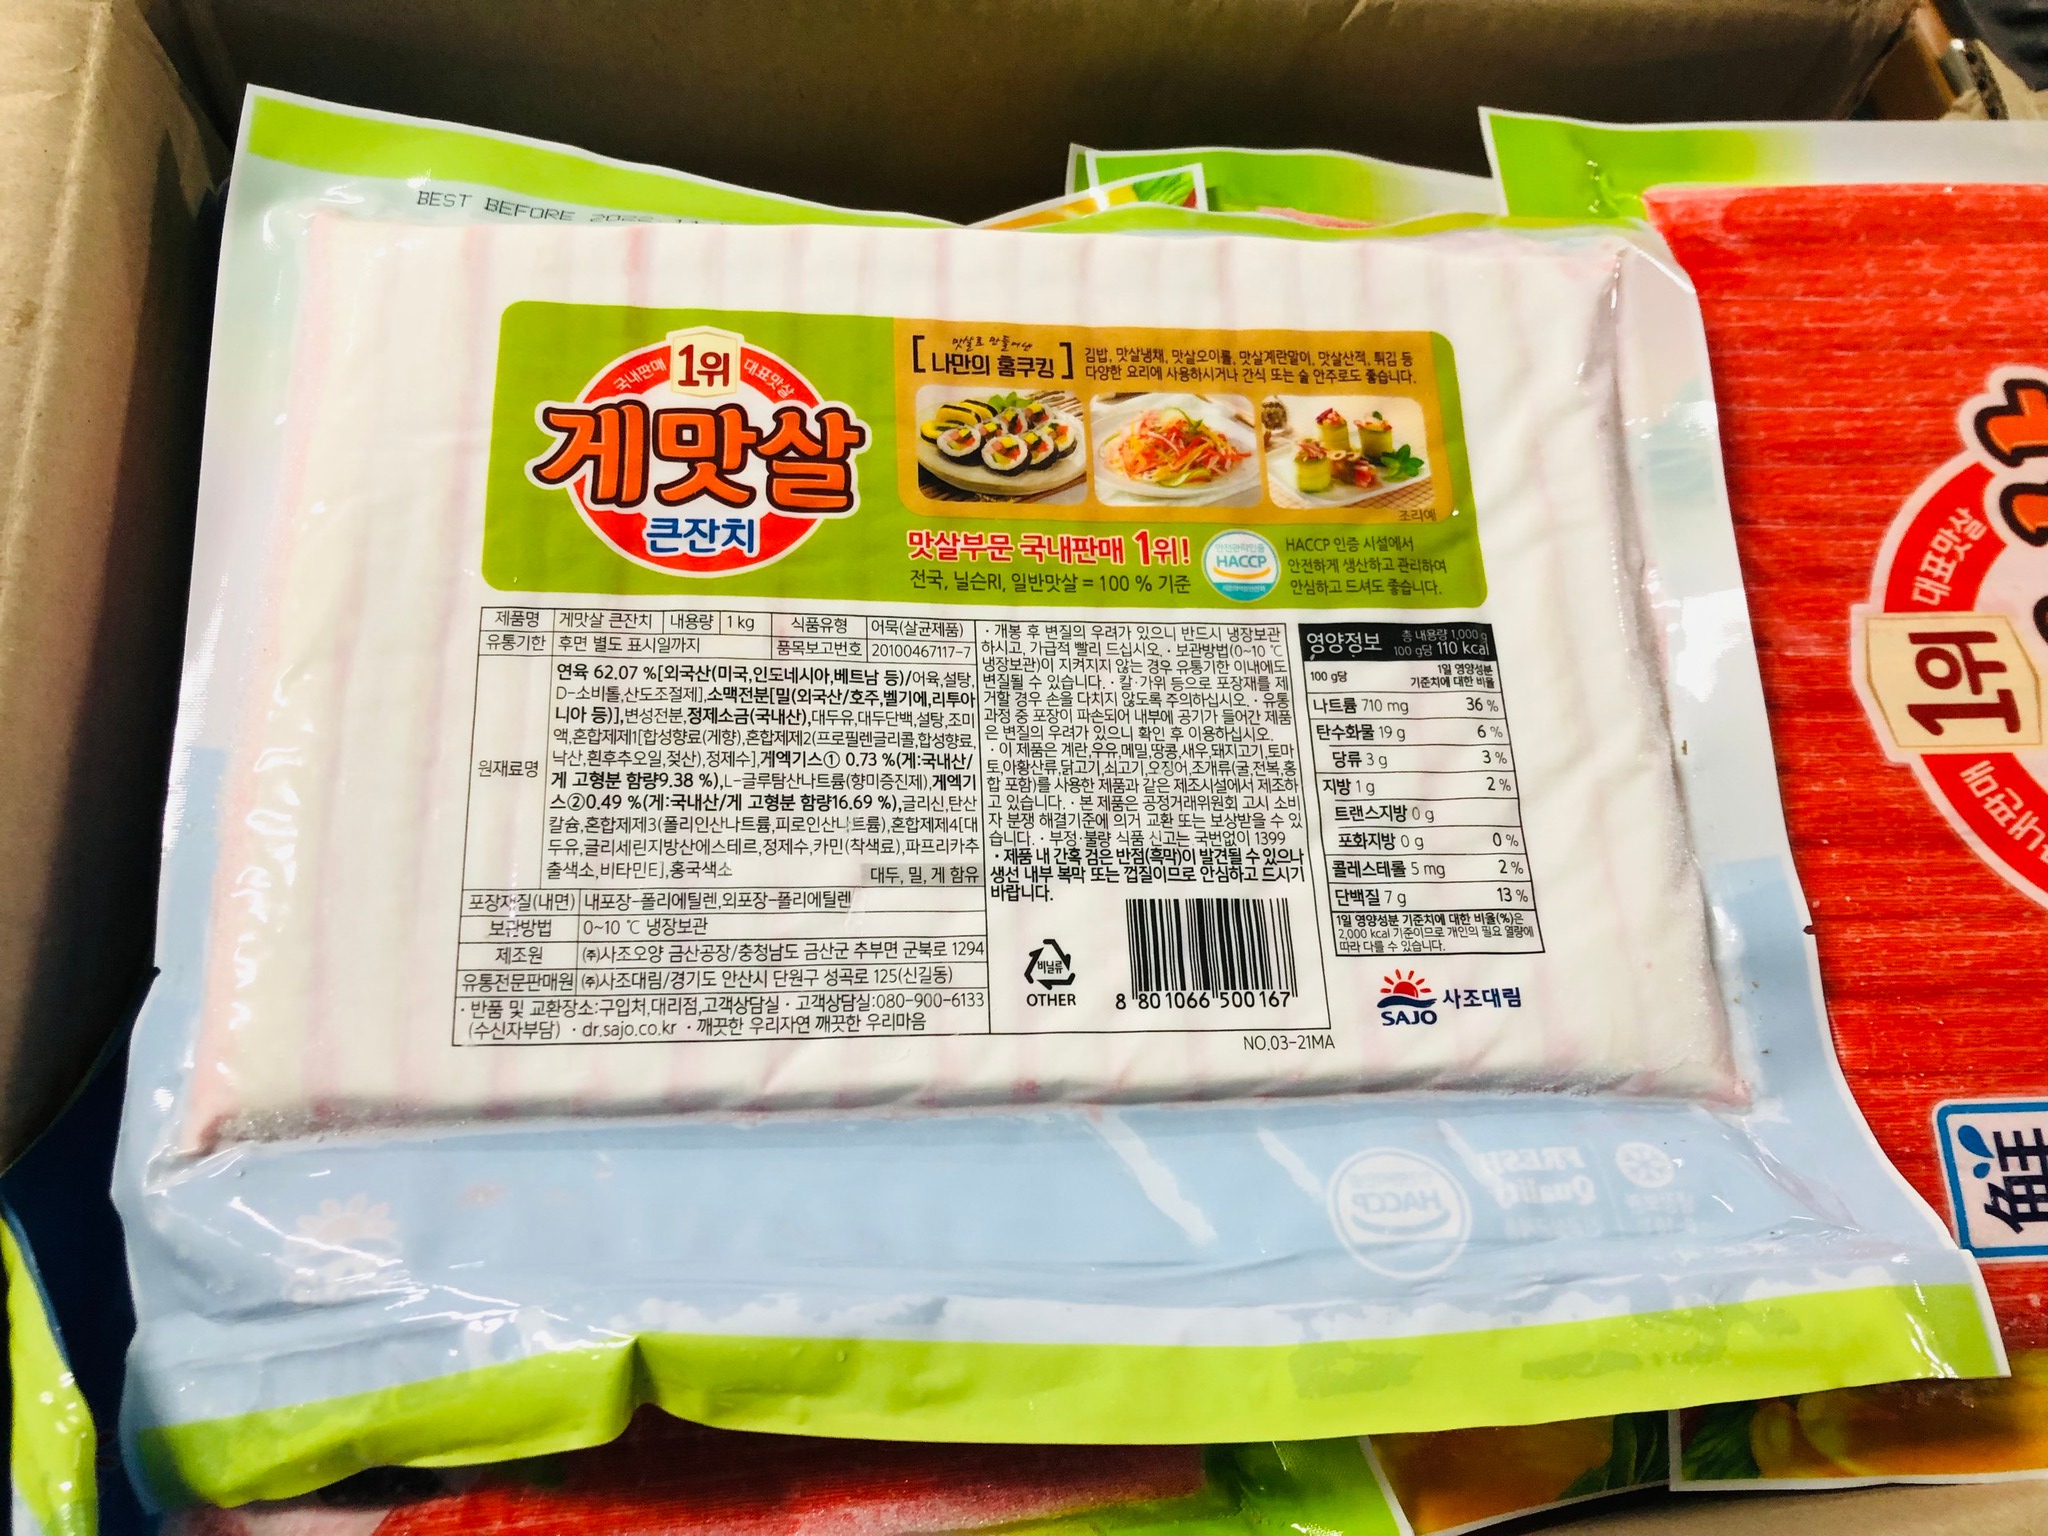 BEST BEFORE
국내판매 1위 대표맛살
게맛살
큰잔치
맛살로 만들어낸
[나만의 홈쿠킹]
김밥, 맛살냉채, 맛살오이롤, 맛살계란말이, 맛살산적, 튀김 등
다양한 요리에 사용하시거나 간식 또는 술 안주로도 좋습니다.
조리예
맛살부문 국내판매 1위!
전국, 닐슨RI, 일반맛살 = 100 % 기준
안전관리인증
HACCP
HACCP 인증 시설에서
안전하게 생산하고 관리하여
안심하고 드셔도 좋습니다.
제품명 게맛살 큰잔치 내용량 1 kg 식품유형 어묵(살균제품)
유통기한 후면 별도 표시일까지 품목보고번호 20100467117-7
원재료명
연육 62.07 %[외국산(미국,인도네시아,베트남 등)/어육,설탕,
D-소비톨,산도조절제],소맥전분[밀(외국산/호주,벨기에,리투아
니아 등)],변성전분,정제소금(국내산),대두유,대두단백,설탕,조미
액,혼합제제1[합성향료(게향),혼합제제2(프로필렌글리콜,합성향료,
낙산,흰후추오일,젖산),정제수],게엑기스① 0.73 %(게:국내산/
게 고형분 함량9.38 %),L-글루탐산나트륨(향미증진제),게엑기
스②0.49 %(게:국내산/게 고형분 함량16.69 %),글리신,탄산
칼슘,혼합제제3(폴리인산나트륨,피로인산나트륨),혼합제제4[대
두유,글리세린지방산에스테르,정제수,카민(착색료),파프리카추
출색소,비타민E],홍국색소
대두, 밀, 게 함유
포장재질(내면) 내포장-폴리에틸렌,외포장-폴리에틸렌
보관방법 0~10 ℃ 냉장보관
제조원 ㈜사조오양 금산공장/충청남도 금산군 추부면 군북로 1294
유통전문판매원 ㈜사조대림/경기도 안산시 단원구 성곡로 125(신길동)
· 반품 및 교환장소:구입처,대리점,고객상담실 · 고객상담실:080-900-6133
(수신자부담) · dr.sajo.co.kr · 깨끗한 우리자연 깨끗한 우리마음
· 개봉 후 변질의 우려가 있으니 반드시 냉장보관
하시고, 가급적 빨리 드십시오. · 보관방법(0~10 ℃
냉장보관)이 지켜지지 않는 경우 유통기한 이내에도
변질될 수 있습니다. · 칼·가위 등으로 포장재를 제
거할 경우 손을 다치지 않도록 주의하십시오. · 유통
과정 중 포장이 파손되어 내부에 공기가 들어간 제품
은 변질의 우려가 있으니 확인 후 이용하십시오.
· 이 제품은 계란,우유,메밀,땅콩,새우,돼지고기,토마
토,아황산류,닭고기,쇠고기,오징어,조개류(굴,전복,홍
합 포함)를 사용한 제품과 같은 제조시설에서 제조하
고 있습니다. · 본 제품은 공정거래위원회 고시 소비
자 분쟁 해결기준에 의거 교환 또는 보상받을 수 있
습니다. · 부정·불량 식품 신고는 국번없이 1399
· 제품 내 간혹 검은 반점(흑막)이 발견될 수 있으나
생선 내부 복막 또는 껍질이므로 안심하고 드시기
바랍니다.
비닐류
OTHER
8 801066 500167
영양정보 총 내용량 1,000 g
100 g당 110 kcal
100 g당 1일 영양성분
기준치에 대한 비율
나트륨 710 mg 36 %
탄수화물 19 g 6 %
당류 3 g 3 %
지방 1 g 2 %
트랜스지방 0 g
포화지방 0 g 0 %
콜레스테롤 5 mg 2 %
단백질 7 g 13 %
1일 영양성분 기준치에 대한 비율(%)은
2,000 kcal 기준이므로 개인의 필요 열량에
따라 다를 수 있습니다.
SAJO 사조대림
NO.03-21MA
HACCP
FRESH
Quality
대표맛살
1위
국내판매
鮮